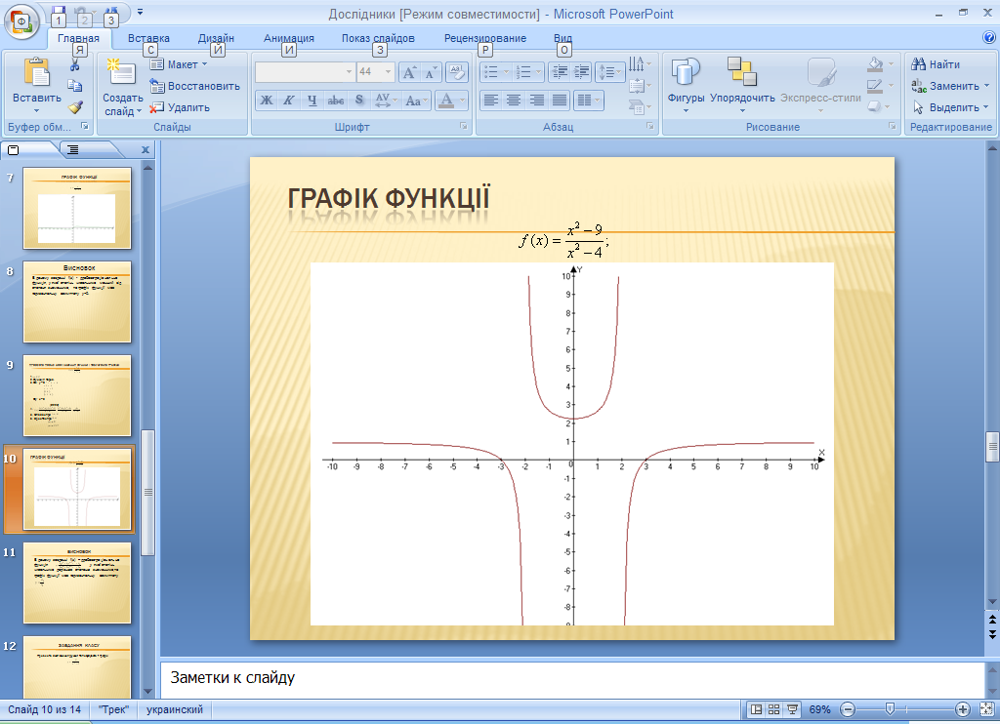 Дослідники [Режим совместимости] - Microsoft PowerPoint
1 2 3
Главная Вставка Дизайн Анимация Показ слайдов Рецензирование Вид
Я С Й И З Р О
Вставить
Буфер обм...
Создать слайд
Макет
Восстановить
Удалить
Слайды
44
Ж К Ч abc S AV Aa A
Шрифт
Абзац
Фигуры Упорядочить Экспресс-стили
Рисование
Найти
Заменить
Выделить
Редактирование
7
ГРАФІК ФУНКЦІЇ
8
Висновок
9
10
ГРАФІК ФУНКЦІЇ
11
ВИСНОВОК
12
ЗАВДАННЯ КЛАСУ
ГРАФІК ФУНКЦІЇ
f(x) = (x² − 9)/(x² − 4);
Y
10
9
8
7
6
5
4
3
2
1
X
-10 -9 -8 -7 -6 -5 -4 -3 -2 -1 0 1 2 3 4 5 6 7 8 9 10
-1
-2
-3
-4
-5
-6
-7
-8
Заметки к слайду
Слайд 10 из 14 "Трек" украинский 69%